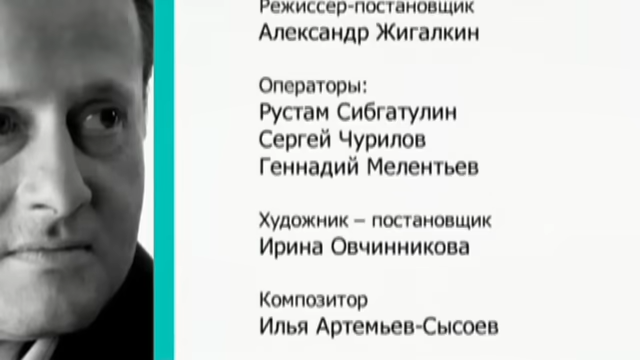 Режиссер-постановщик
Александр Жигалкин
Операторы:
Рустам Сибгатулин
Сергей Чурилов
Геннадий Мелентьев
Художник – постановщик
Ирина Овчинникова
Композитор
Илья Артемьев-Сысоев